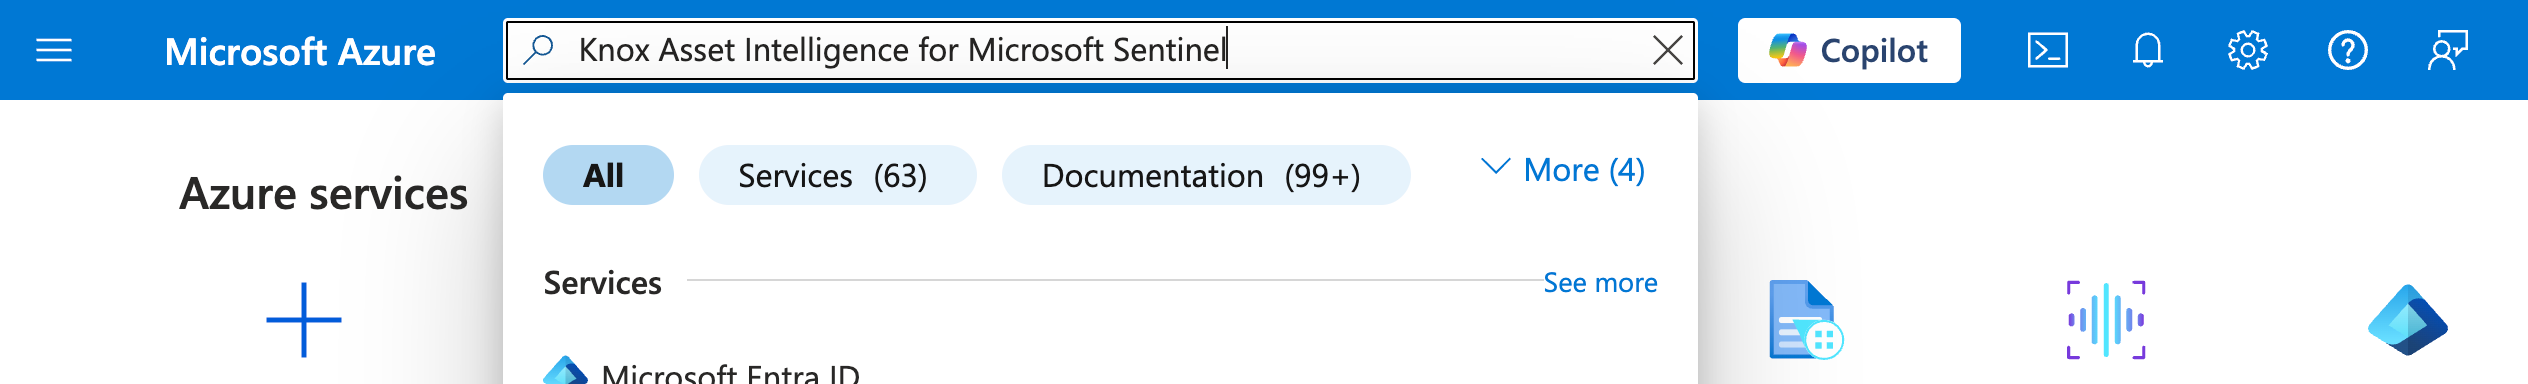 Microsoft Azure
Knox Asset Intelligence for Microsoft Sentinel
Copilot
All
Services (63)
Documentation (99+)
More (4)
Azure services
Services
See more
Microsoft Entra ID